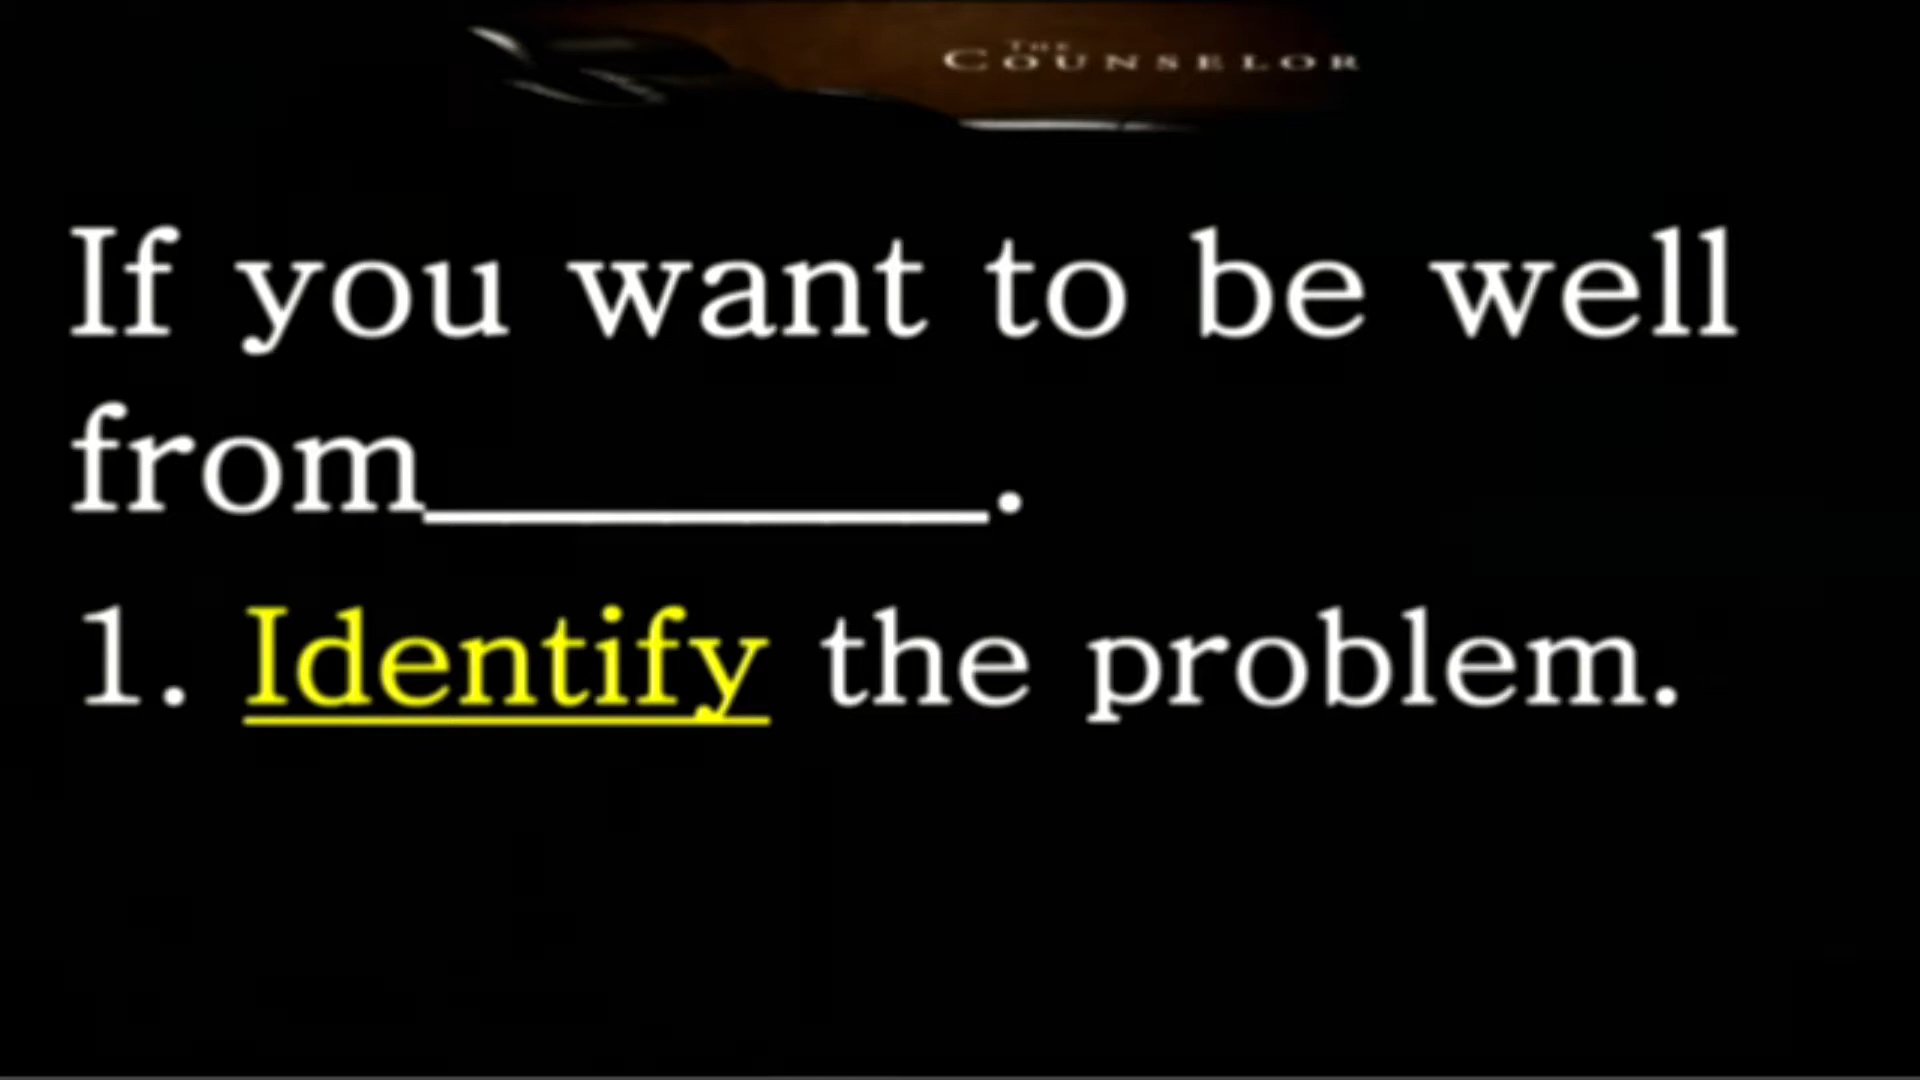 THE
COUNSELOR
If you want to be well
from________.
1. Identify the problem.